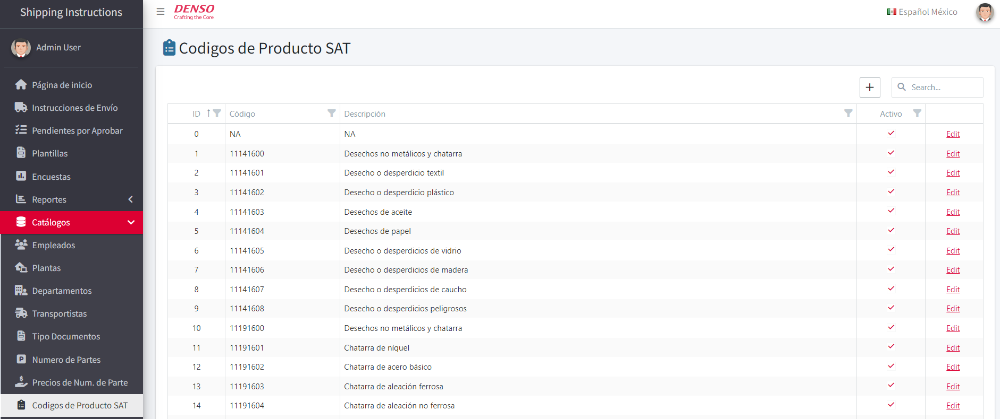 Shipping Instructions
DENSO
Crafting the Core
Español México
Admin User
Página de inicio
Instrucciones de Envío
Pendientes por Aprobar
Plantillas
Encuestas
Reportes
Catálogos
Empleados
Plantas
Departamentos
Transportistas
Tipo Documentos
Numero de Partes
Precios de Num. de Parte
Codigos de Producto SAT
Codigos de Producto SAT
+ Search...
ID Código Descripción Activo
0 NA NA Edit
1 11141600 Desechos no metálicos y chatarra Edit
2 11141601 Desecho o desperdicio textil Edit
3 11141602 Desecho o desperdicio plástico Edit
4 11141603 Desechos de aceite Edit
5 11141604 Desechos de papel Edit
6 11141605 Desecho o desperdicios de vidrio Edit
7 11141606 Desecho o desperdicios de madera Edit
8 11141607 Desecho o desperdicios de caucho Edit
9 11141608 Desecho o desperdicios peligrosos Edit
10 11191600 Desechos no metálicos y chatarra Edit
11 11191601 Chatarra de níquel Edit
12 11191602 Chatarra de acero básico Edit
13 11191603 Chatarra de aleación ferrosa Edit
14 11191604 Chatarra de aleación no ferrosa Edit